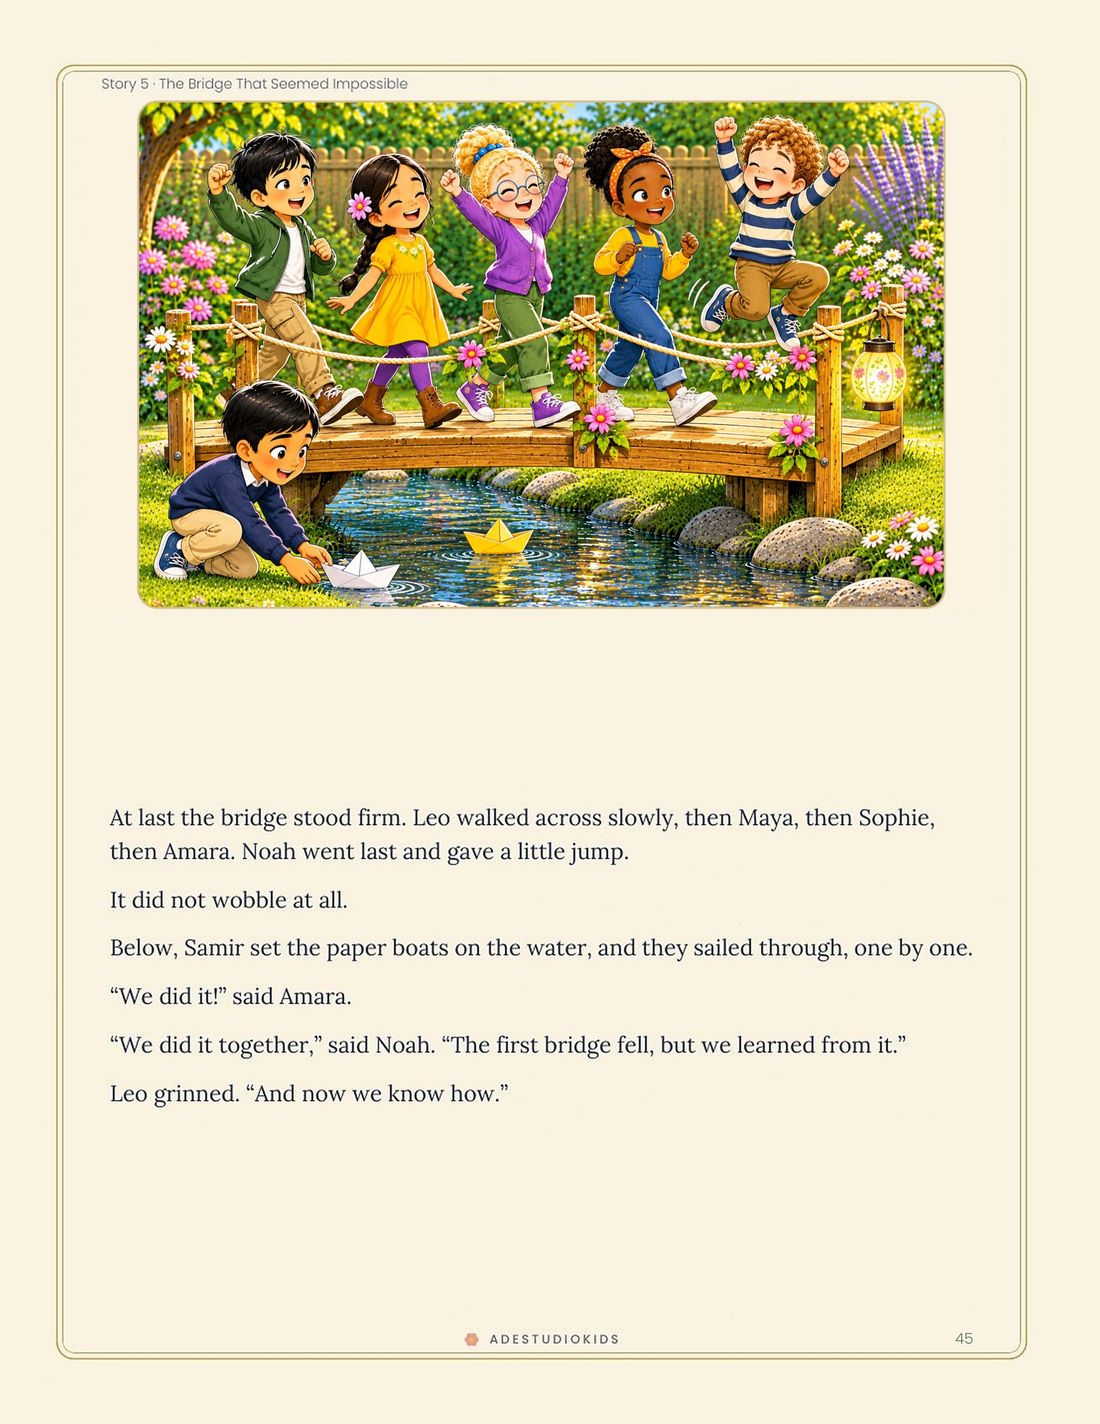 Story 5 · The Bridge That Seemed Impossible
At last the bridge stood firm. Leo walked across slowly, then Maya, then Sophie,
then Amara. Noah went last and gave a little jump.
It did not wobble at all.
Below, Samir set the paper boats on the water, and they sailed through, one by one.
“We did it!” said Amara.
“We did it together,” said Noah. “The first bridge fell, but we learned from it.”
Leo grinned. “And now we know how.”
ADESTUDIOKIDS
45